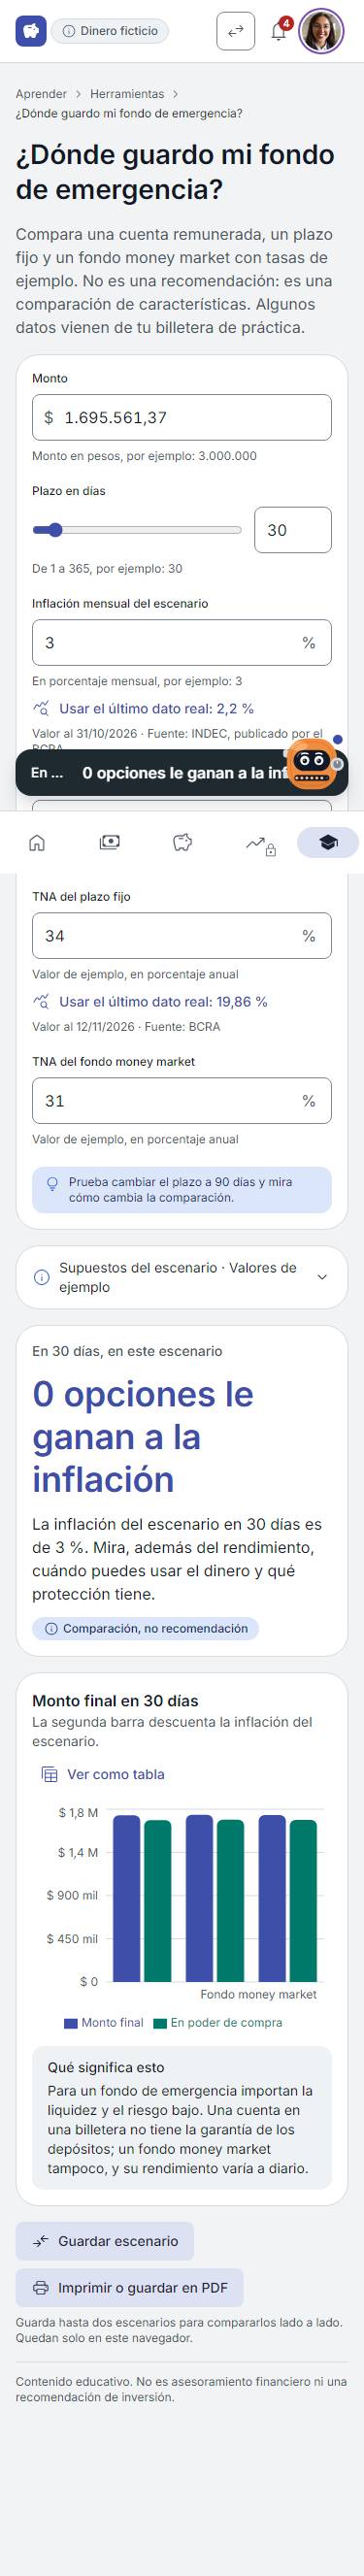 Dinero ficticio
4
Aprender
Herramientas
¿Dónde guardo mi fondo de emergencia?
¿Dónde guardo mi fondo
de emergencia?
Compara una cuenta remunerada, un plazo
fijo y un fondo money market con tasas de
ejemplo. No es una recomendación: es una
comparación de características. Algunos
datos vienen de tu billetera de práctica.
Monto
$ 1.695.561,37
Monto en pesos, por ejemplo: 3.000.000
Plazo en días
30
De 1 a 365, por ejemplo: 30
Inflación mensual del escenario
3 %
En porcentaje mensual, por ejemplo: 3
Usar el último dato real: 2,2 %
Valor al 31/10/2026 · Fuente: INDEC, publicado por el
BCRA
En ... 0 opciones le ganan a la inf
TNA del plazo fijo
34 %
Valor de ejemplo, en porcentaje anual
Usar el último dato real: 19,86 %
Valor al 12/11/2026 · Fuente: BCRA
TNA del fondo money market
31 %
Valor de ejemplo, en porcentaje anual
Prueba cambiar el plazo a 90 días y mira
cómo cambia la comparación.
Supuestos del escenario · Valores de
ejemplo
En 30 días, en este escenario
0 opciones le
ganan a la
inflación
La inflación del escenario en 30 días es
de 3 %. Mira, además del rendimiento,
cuándo puedes usar el dinero y qué
protección tiene.
Comparación, no recomendación
Monto final en 30 días
La segunda barra descuenta la inflación del
escenario.
Ver como tabla
$ 1,8 M
$ 1,4 M
$ 900 mil
$ 450 mil
$ 0
Fondo money market
Monto final
En poder de compra
Qué significa esto
Para un fondo de emergencia importan la
liquidez y el riesgo bajo. Una cuenta en
una billetera no tiene la garantía de los
depósitos; un fondo money market
tampoco, y su rendimiento varía a diario.
Guardar escenario
Imprimir o guardar en PDF
Guarda hasta dos escenarios para compararlos lado a lado.
Quedan solo en este navegador.
Contenido educativo. No es asesoramiento financiero ni una
recomendación de inversión.